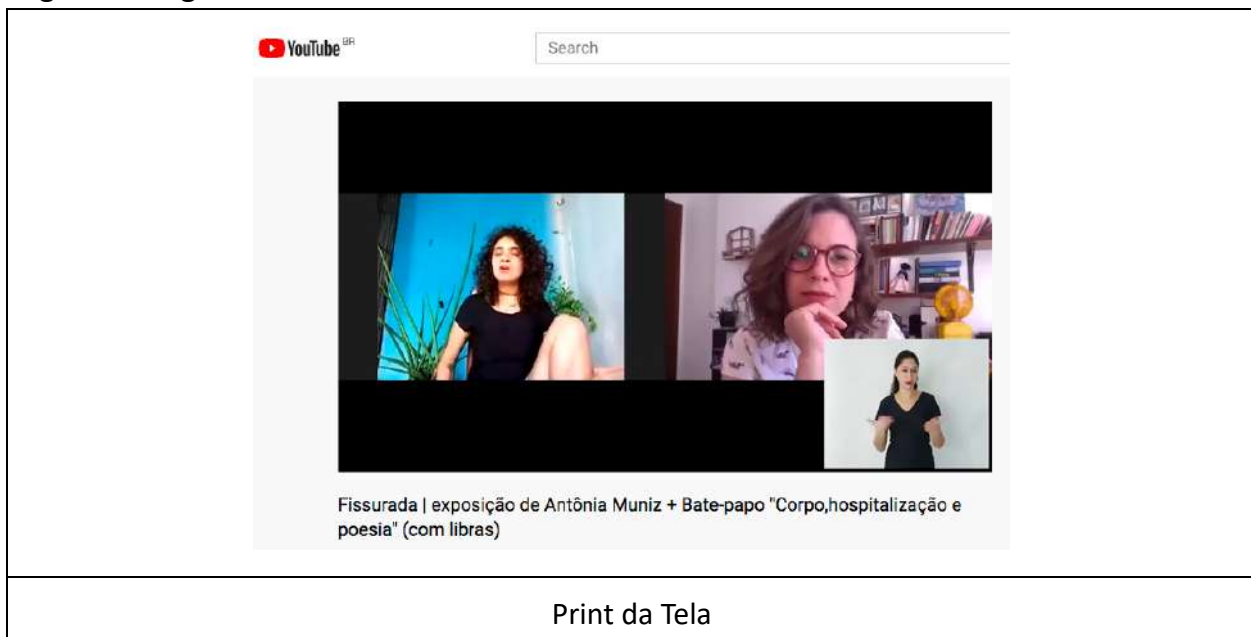 YouTube BR
Search
Fissurada | exposição de Antônia Muniz + Bate-papo "Corpo,hospitalização e
poesia" (com libras)
Print da Tela